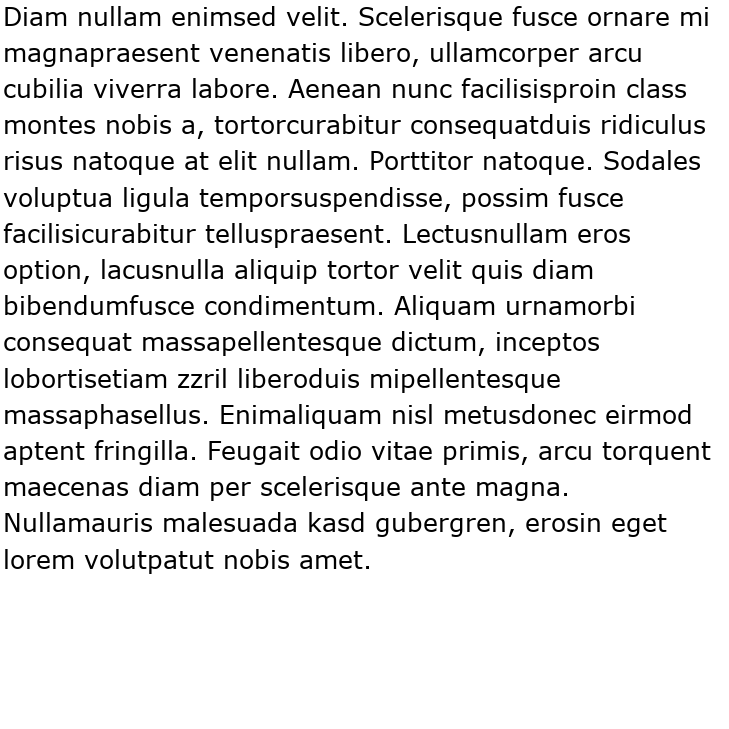 Diam nullam enimsed velit. Scelerisque fusce ornare mi
magnapraesent venenatis libero, ullamcorper arcu
cubilia viverra labore. Aenean nunc facilisisproin class
montes nobis a, tortorcurabitur consequatduis ridiculus
risus natoque at elit nullam. Porttitor natoque. Sodales
voluptua ligula temporsuspendisse, possim fusce
facilisicurabitur telluspraesent. Lectusnullam eros
option, lacusnulla aliquip tortor velit quis diam
bibendumfusce condimentum. Aliquam urnamorbi
consequat massapellentesque dictum, inceptos
lobortisetiam zzril liberoduis mipellentesque
massaphasellus. Enimaliquam nisl metusdonec eirmod
aptent fringilla. Feugait odio vitae primis, arcu torquent
maecenas diam per scelerisque ante magna.
Nullamauris malesuada kasd gubergren, erosin eget
lorem volutpatut nobis amet.